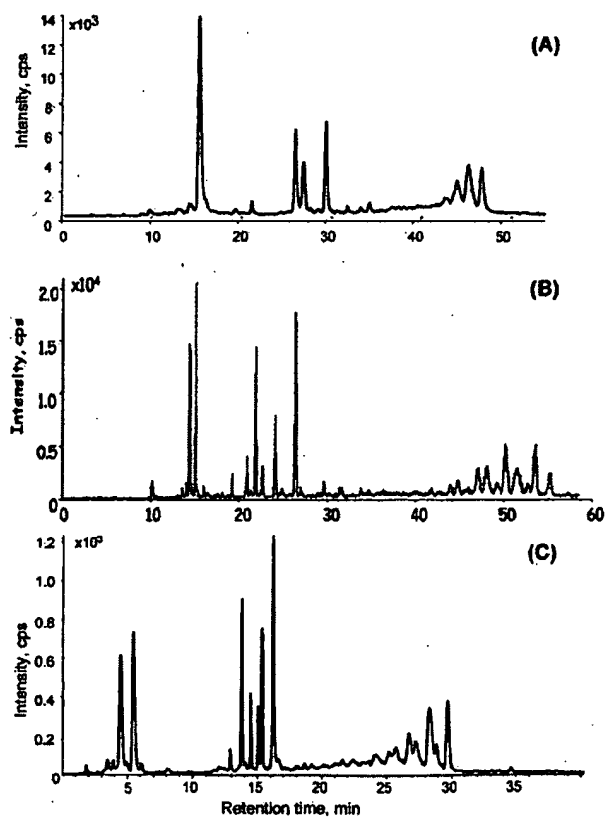 ×10³
(A)
Intensity, cps
14
12
10
8
6
4
2
0 10 20 30 40 50
×10⁴
(B)
Intensity, cps
2.0
1.5
1.0
0.5
0
0 10 20 30 40 50 60
×10³
(C)
Intensity, cps
1.2
1.0
0.8
0.6
0.4
0.2
0
5 10 15 20 25 30 35
Retention time, min